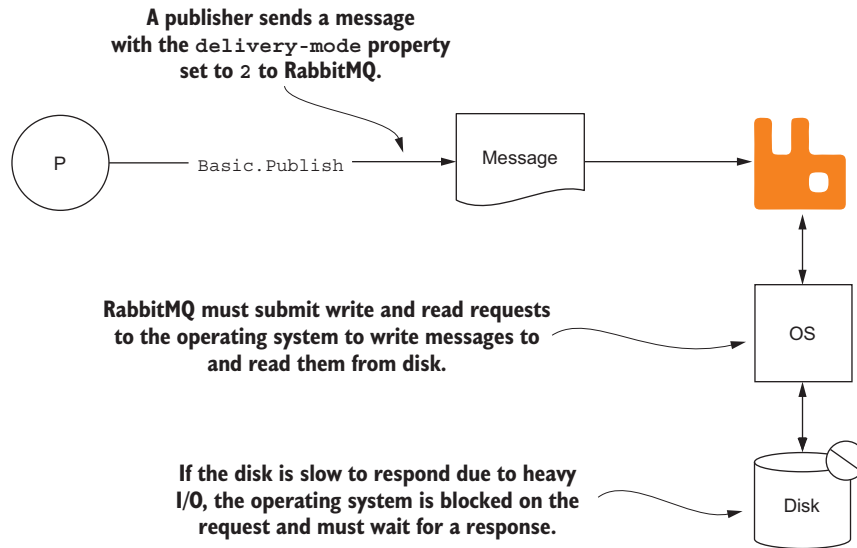 A publisher sends a message
with the delivery-mode property
set to 2 to RabbitMQ.
P
Basic.Publish
Message
RabbitMQ must submit write and read requests
to the operating system to write messages to
and read them from disk.
OS
If the disk is slow to respond due to heavy
I/O, the operating system is blocked on the
request and must wait for a response.
Disk